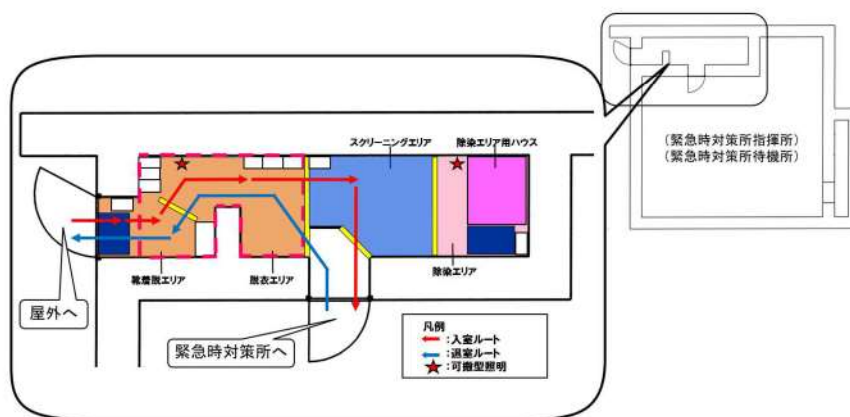 (緊急時対策所指揮所)
(緊急時対策所待機所)
スクリーニングエリア
除染エリア用ハウス
靴着脱エリア
脱衣エリア
除染エリア
屋外へ
緊急時対策所へ
凡例
:入室ルート
:退室ルート
:可搬型照明